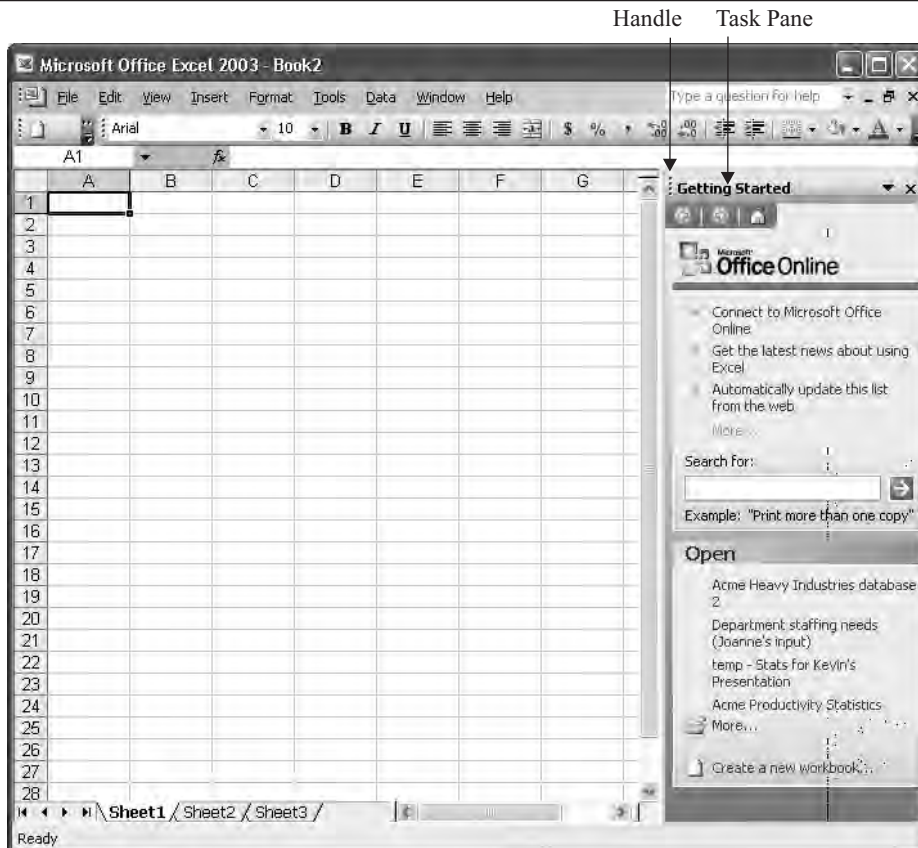 Handle Task Pane
Microsoft Office Excel 2003 - Book2
File Edit View Insert Format Tools Data Window Help Type a question for help
Arial 10 B I U $ % ,
A1 fx
A B C D E F G
Getting Started
1
2
3
4
5
6
7
8
9
10
11
12
13
14
15
16
17
18
19
20
21
22
23
24
25
26
27
28
Microsoft
Office Online
Connect to Microsoft Office
Online
Get the latest news about using
Excel
Automatically update this list
from the web
More...
Search for:
Example: "Print more than one copy"
Open
Acme Heavy Industries database
2
Department staffing needs
(Joanne's input)
temp - Stats for Kevin's
Presentation
Acme Productivity Statistics
More...
Create a new workbook...
Sheet1 / Sheet2 / Sheet3 /
Ready